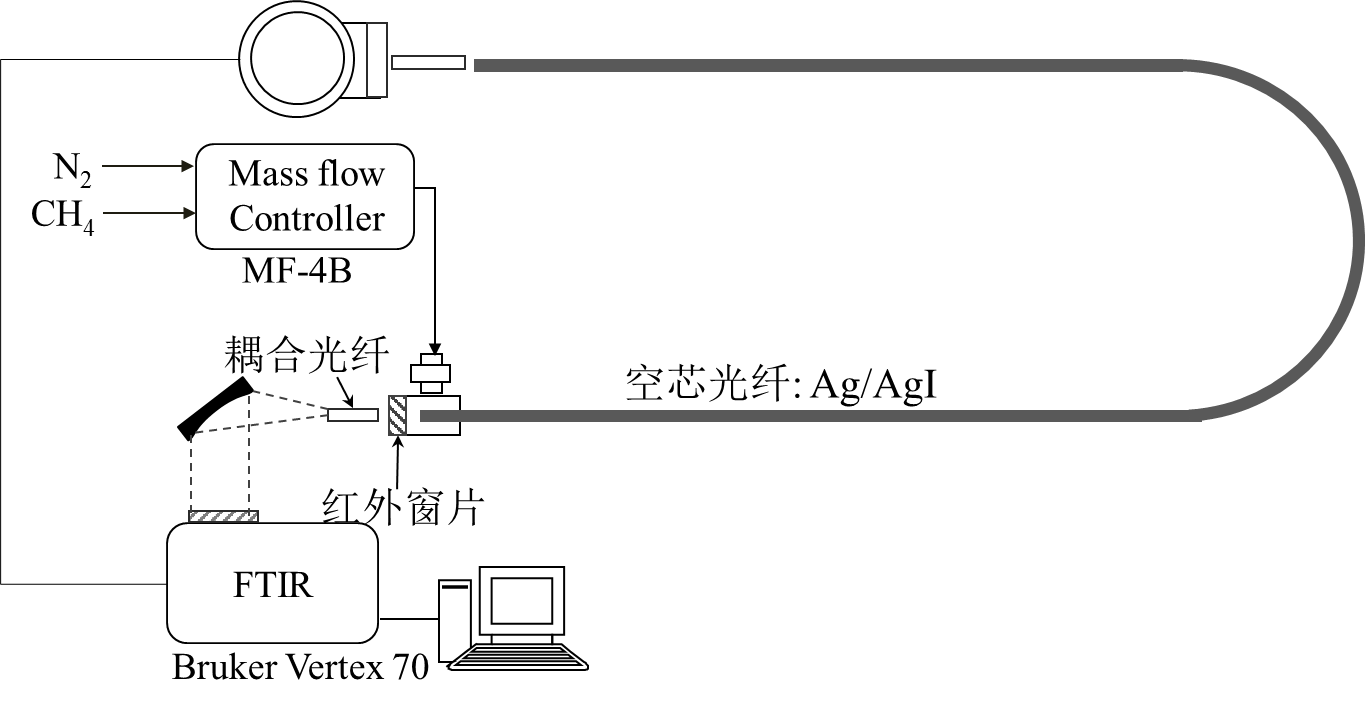 N2
CH4
Mass flow
Controller
MF-4B
耦合光纤
空芯光纤: Ag/AgI
红外窗片
FTIR
Bruker Vertex 70